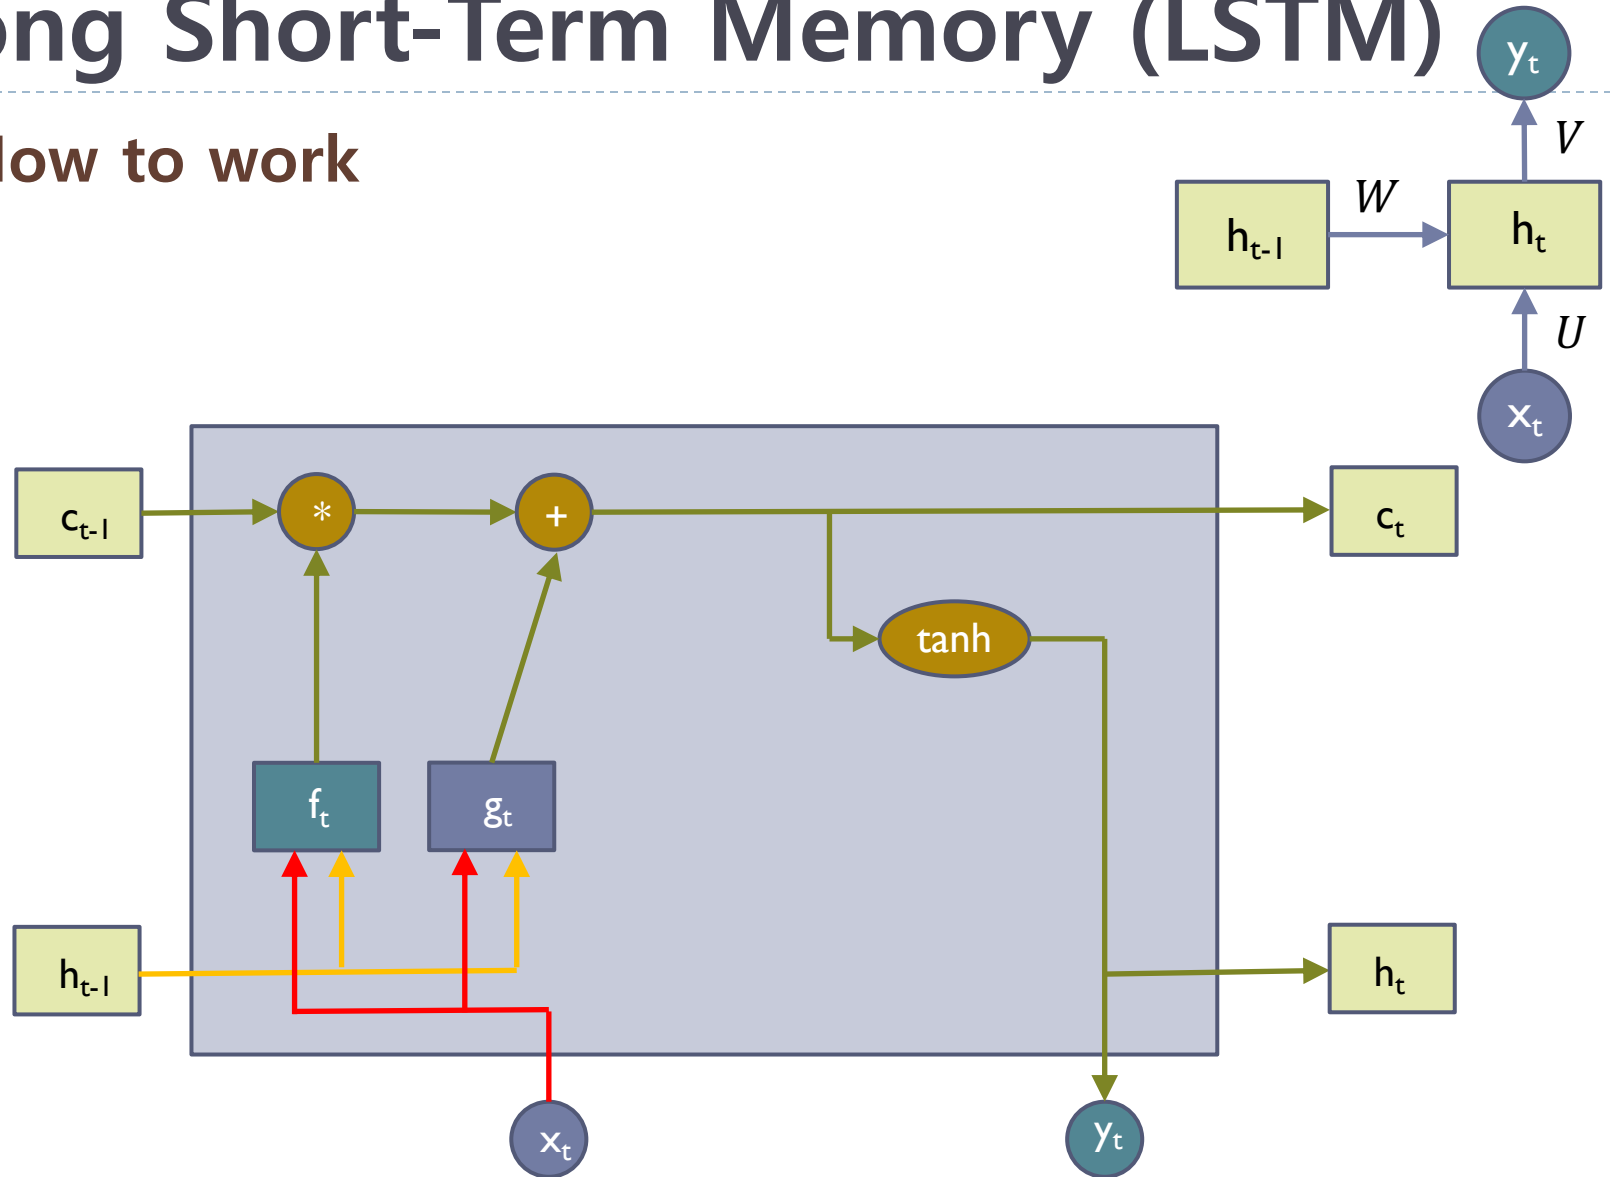 ong Short-Term Memory (LSTM)
yt
How to work
V
W
ht-1
ht
U
xt
ct-1
*
+
ct
tanh
ft
gt
ht-1
ht
xt
yt